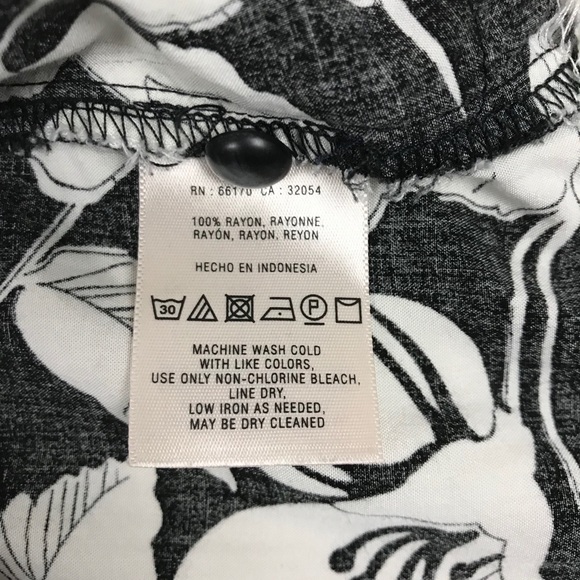 RN : 66170 CA : 32054
100% RAYON, RAYONNE,
RAYÓN, RAYON, REYON
HECHO EN INDONESIA
30 P
MACHINE WASH COLD
WITH LIKE COLORS,
USE ONLY NON-CHLORINE BLEACH,
LINE DRY,
LOW IRON AS NEEDED,
MAY BE DRY CLEANED